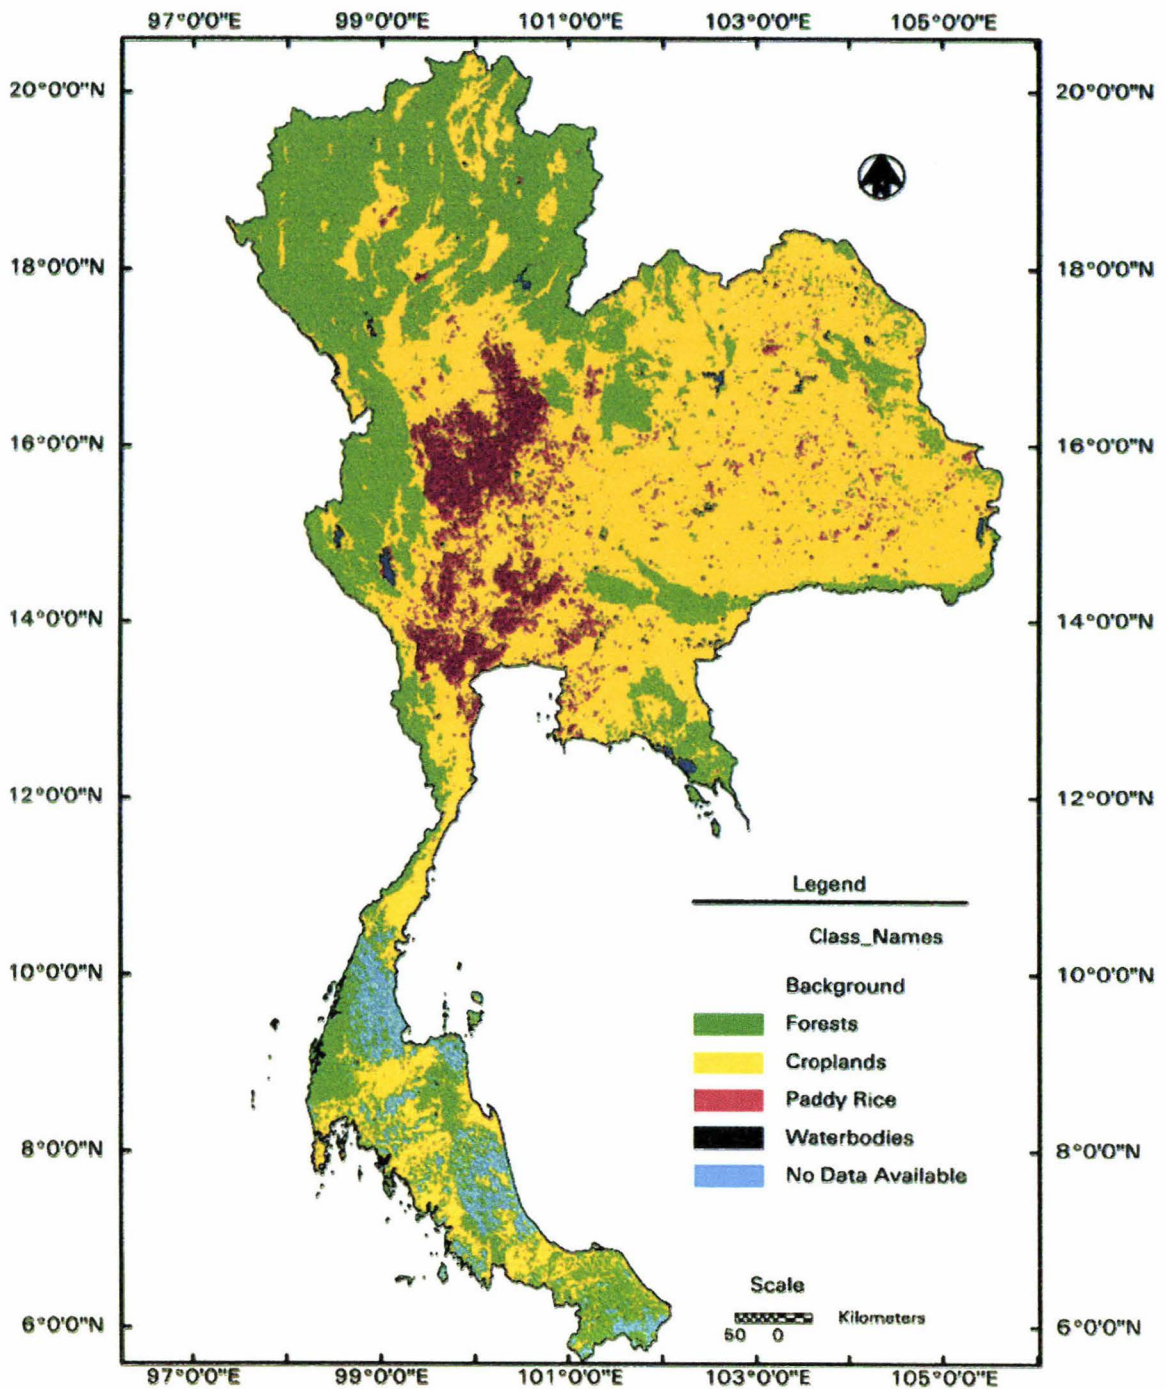 97°0'0"E 99°0'0"E 101°0'0"E 103°0'0"E 105°0'0"E
20°0'0"N 20°0'0"N
18°0'0"N 18°0'0"N
16°0'0"N 16°0'0"N
14°0'0"N 14°0'0"N
12°0'0"N 12°0'0"N
Legend
Class_Names
10°0'0"N 10°0'0"N
Background
Forests
Croplands
Paddy Rice
Waterbodies
8°0'0"N 8°0'0"N
No Data Available
Scale
Kilometers
6°0'0"N 6°0'0"N
50 0
97°0'0"E 99°0'0"E 101°0'0"E 103°0'0"E 105°0'0"E